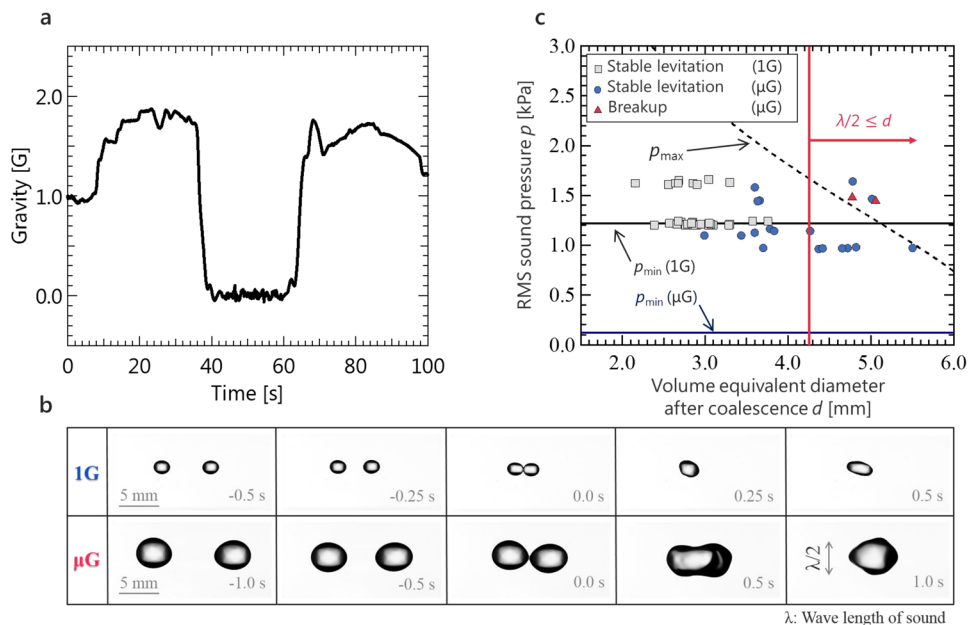 a
Gravity [G]
2.0
1.0
0.0
0
20
40
60
80
100
Time [s]
c
RMS sound pressure p [kPa]
3.0
2.5
2.0
1.5
1.0
0.5
0.0
Stable levitation (1G)
Stable levitation (μG)
Breakup (μG)
λ/2 ≤ d
pmax
pmin (1G)
pmin (μG)
2.0
3.0
4.0
5.0
6.0
Volume equivalent diameter
after coalescence d [mm]
b
1G
5 mm
-0.5 s
-0.25 s
0.0 s
0.25 s
0.5 s
μG
5 mm
-1.0 s
-0.5 s
0.0 s
0.5 s
λ/2
1.0 s
λ: Wave length of sound